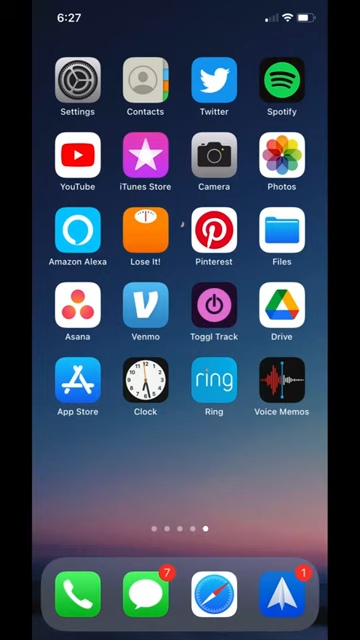 6:27
Settings Contacts Twitter Spotify
YouTube iTunes Store Camera Photos
Amazon Alexa Lose It! Pinterest Files
Asana Venmo Toggl Track Drive
ring
App Store Clock Ring Voice Memos
7 1